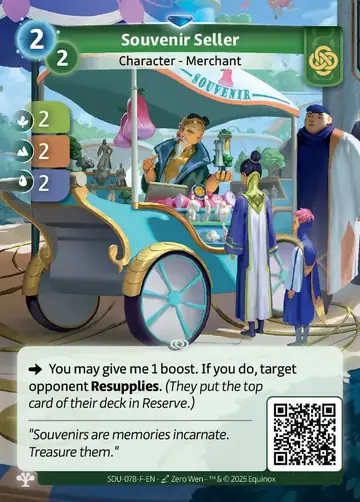 2
2
Souvenir Seller
Character - Merchant
SOUVENIR
2
2
2
➔ You may give me 1 boost. If you do, target
opponent Resupplies. (They put the top
card of their deck in Reserve.)
"Souvenirs are memories incarnate.
Treasure them."
SDU-078-F-EN - Zero Wen - ™ & © 2025 Equinox